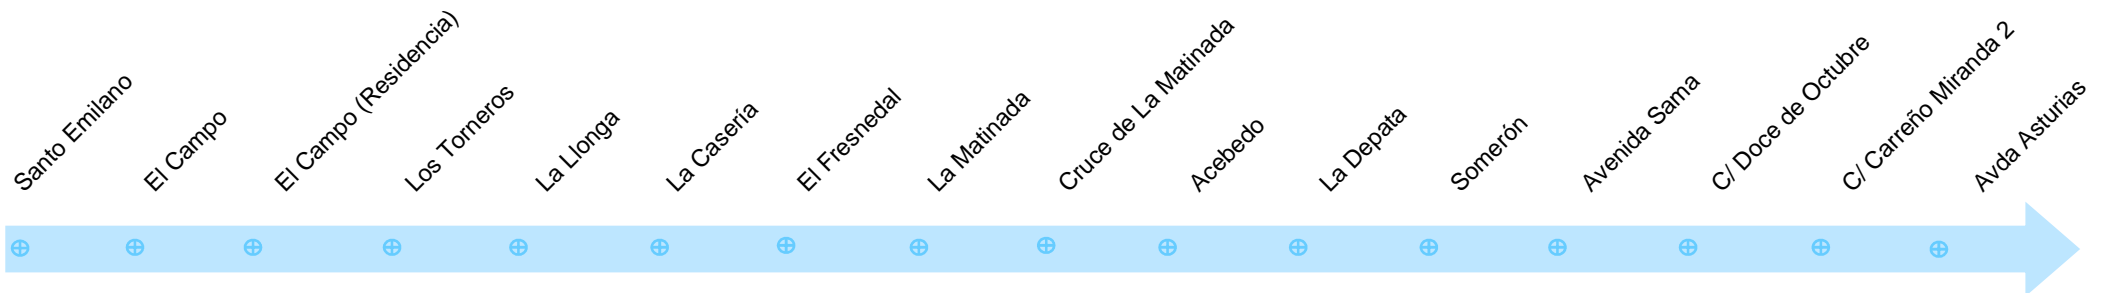 Santo Emilano
El Campo
El Campo (Residencia)
Los Torneros
La Llonga
La Casería
El Fresnedal
La Matinada
Cruce de La Matinada
Acebedo
La Depata
Somerón
Avenida Sama
C/ Doce de Octubre
C/ Carreño Miranda 2
Avda Asturias